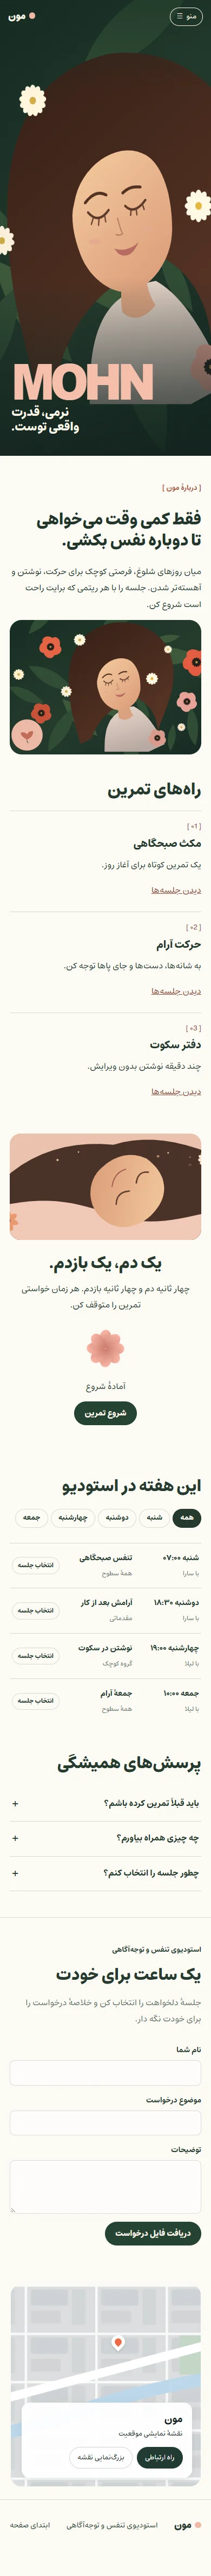 مون
منو
MOHN
نرمی، قدرت
واقعی توست.
[ دربارهٔ مون ]
فقط کمی وقت می‌خواهی
تا دوباره نفس بکشی.
میان روزهای شلوغ، فرصتی کوچک برای حرکت، نوشتن و
آهسته‌تر شدن. جلسه را با هر ریتمی که برایت راحت
است شروع کن.
راه‌های تمرین
[ ۰۱ ]
مکث صبحگاهی
یک تمرین کوتاه برای آغاز روز.
دیدن جلسه‌ها
[ ۰۲ ]
حرکت آرام
به شانه‌ها، دست‌ها و جای پاها توجه کن.
دیدن جلسه‌ها
[ ۰۳ ]
دفتر سکوت
چند دقیقه نوشتن بدون ویرایش.
دیدن جلسه‌ها
یک دم، یک بازدم.
چهار ثانیه دم و چهار ثانیه بازدم. هر زمان خواستی
تمرین را متوقف کن.
آمادهٔ شروع
شروع تمرین
این هفته در استودیو
همه شنبه دوشنبه چهارشنبه جمعه
شنبه ۰۷:۰۰ تنفس صبحگاهی انتخاب جلسه
با سارا همهٔ سطوح
دوشنبه ۱۸:۳۰ آرامش بعد از کار انتخاب جلسه
با سارا مقدماتی
چهارشنبه ۱۹:۰۰ نوشتن در سکوت انتخاب جلسه
با لیلا گروه کوچک
جمعه ۱۰:۰۰ جمعهٔ آرام انتخاب جلسه
با لیلا همهٔ سطوح
پرسش‌های همیشگی
باید قبلاً تمرین کرده باشم؟ +
چه چیزی همراه بیاورم؟ +
چطور جلسه را انتخاب کنم؟ +
استودیوی تنفس و توجه‌آگاهی
یک ساعت برای خودت
جلسهٔ دلخواهت را انتخاب کن و خلاصهٔ درخواست را
برای خودت نگه دار.
نام شما
موضوع درخواست
توضیحات
دریافت فایل درخواست
مون
نقشهٔ نمایشی موقعیت
راه ارتباطی بزرگ‌نمایی نقشه
مون استودیوی تنفس و توجه‌آگاهی ابتدای صفحه